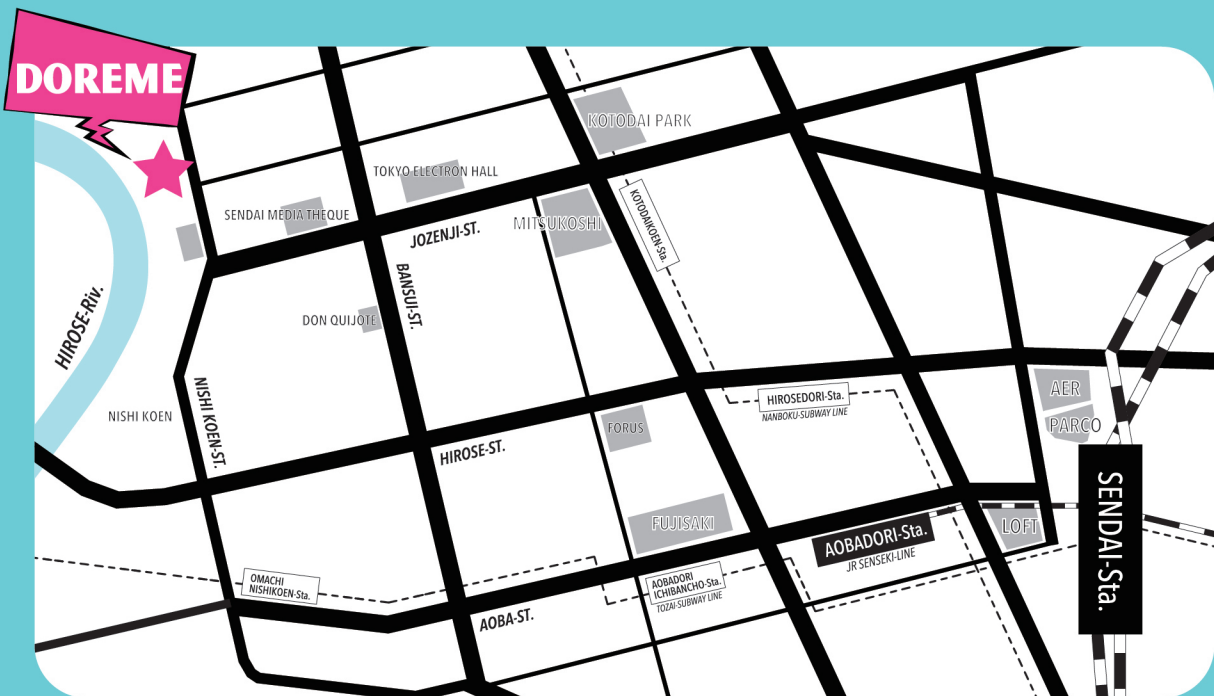 DOREME
KOTODAI PARK
TOKYO ELECTRON HALL
SENDAI MEDIA THEQUE
MITSUKOSHI
KOTODAIKOEN-Sta.
JOZENJI-ST.
BANSUI-ST.
HIROSE-Riv.
DON QUIJOTE
NISHI KOEN
NISHI KOEN-ST.
HIROSE-ST.
FORUS
HIROSEDORI-Sta.
NANBOKU-SUBWAY LINE
AER
PARCO
SENDAI-Sta.
FUJISAKI
AOBADORI-Sta.
JR SENSEKI-LINE
LOFT
OMACHI
NISHIKOEN-Sta.
AOBADORI
ICHIBANCHO-Sta.
TOZAI-SUBWAY LINE
AOBA-ST.